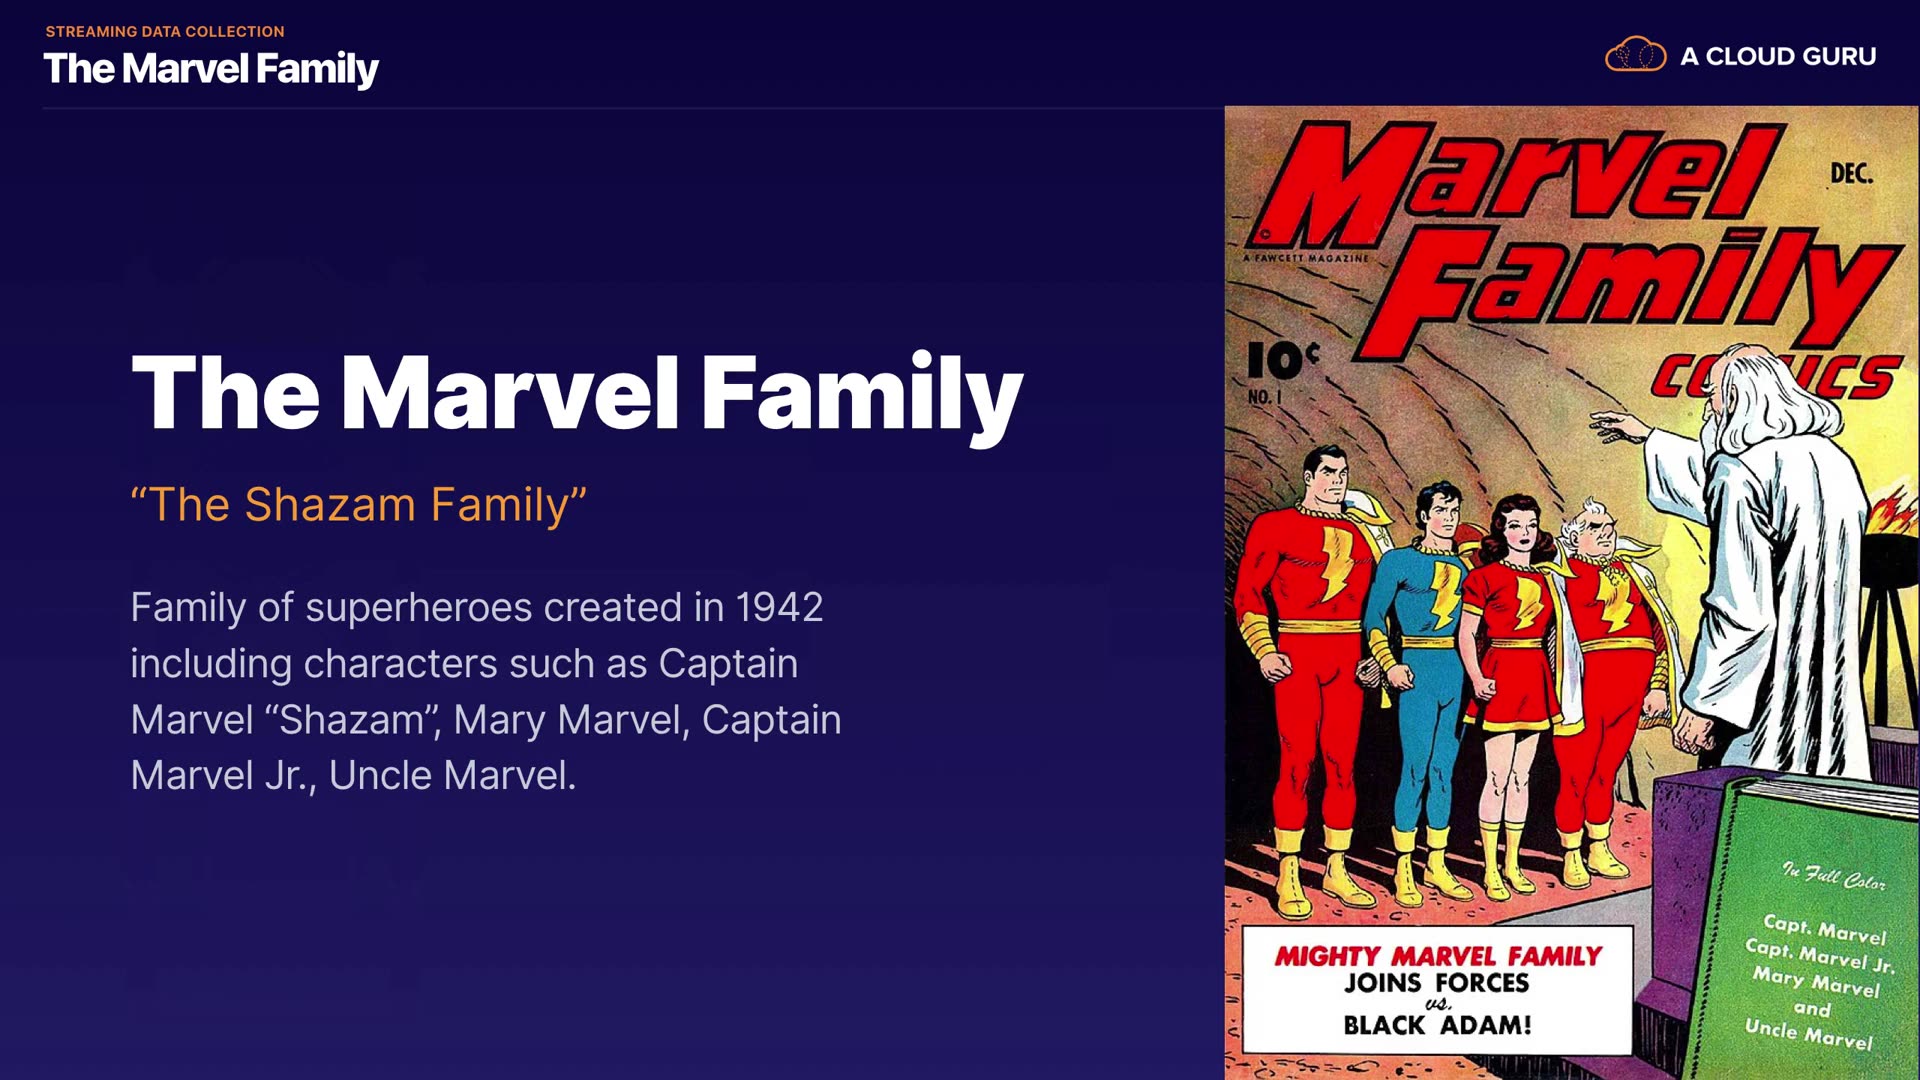 STREAMING DATA COLLECTION
The Marvel Family
A CLOUD GURU
The Marvel Family
“The Shazam Family”
Family of superheroes created in 1942
including characters such as Captain
Marvel “Shazam”, Mary Marvel, Captain
Marvel Jr., Uncle Marvel.
Marvel
DEC.
Family
A FAWCETT MAGAZINE
COMICS
10¢
NO. 1
In Full Color
Capt. Marvel
Capt. Marvel Jr.
Mary Marvel
and
Uncle Marvel
MIGHTY MARVEL FAMILY
JOINS FORCES
vs.
BLACK ADAM!